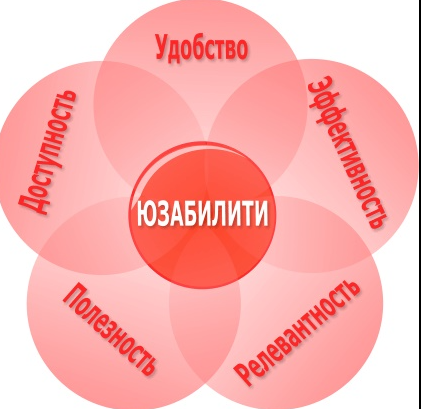 Удобство
Эффективность
Доступность
ЮЗАБИЛИТИ
Полезность
Релевантность